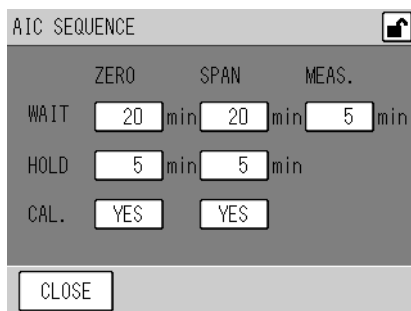 AIC SEQUENCE
ZERO SPAN MEAS.
WAIT 20 min 20 min 5 min
HOLD 5 min 5 min
CAL. YES YES
CLOSE